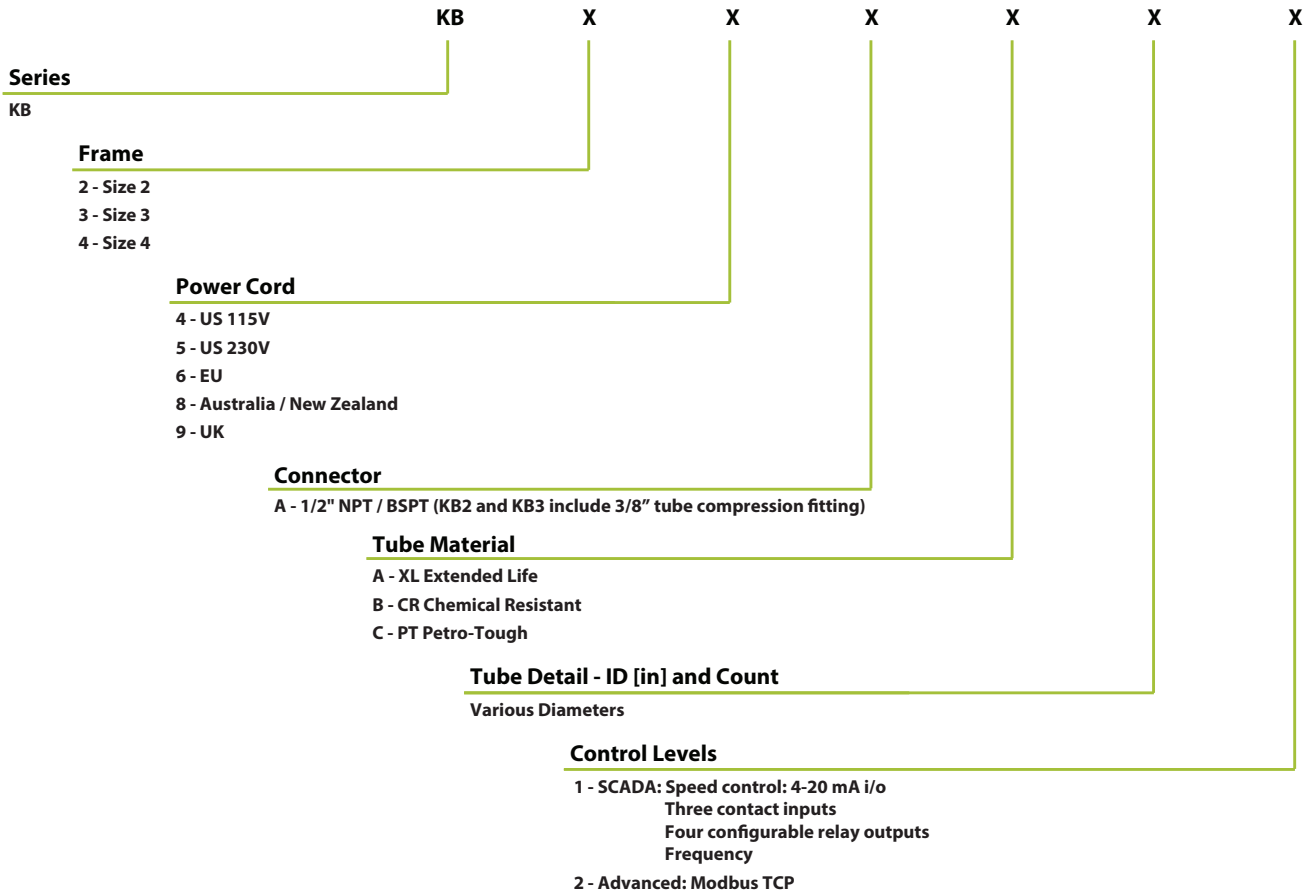 KB X X X X X X
Series
KB
Frame
2 - Size 2
3 - Size 3
4 - Size 4
Power Cord
4 - US 115V
5 - US 230V
6 - EU
8 - Australia / New Zealand
9 - UK
Connector
A - 1/2" NPT / BSPT (KB2 and KB3 include 3/8” tube compression fitting)
Tube Material
A - XL Extended Life
B - CR Chemical Resistant
C - PT Petro-Tough
Tube Detail - ID [in] and Count
Various Diameters
Control Levels
1 - SCADA: Speed control: 4-20 mA i/o
Three contact inputs
Four configurable relay outputs
Frequency
2 - Advanced: Modbus TCP